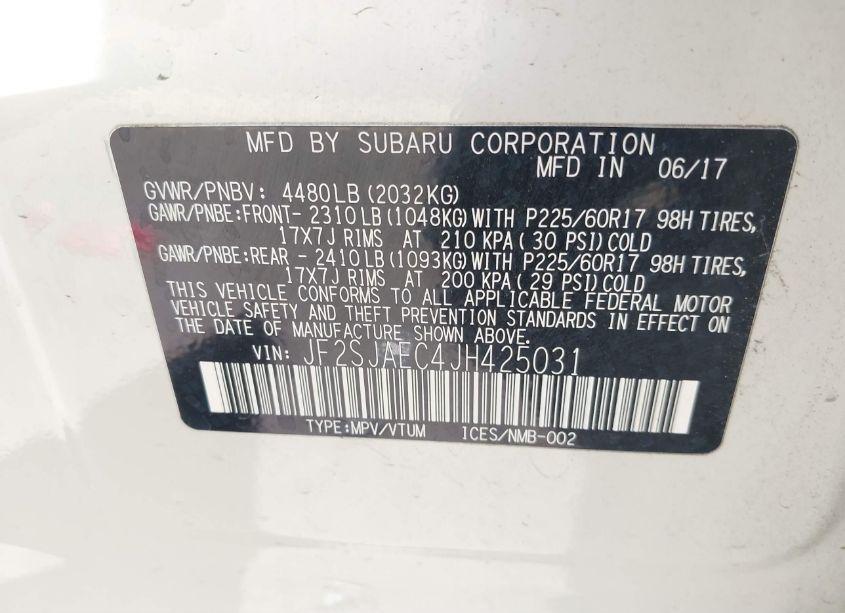 MFD BY SUBARU CORPORATION
MFD IN 06/17
GVWR/PNBV: 4480LB (2032KG)
GAWR/PNBE:FRONT- 2310LB (1048KG) WITH P225/60R17 98H TIRES,
17X7J RIMS AT 210 KPA( 30 PSI)COLD
GAWR/PNBE:REAR - 2410LB (1093KG) WITH P225/60R17 98H TIRES,
17X7J RIMS AT 200 KPA( 29 PSI)COLD
THIS VEHICLE CONFORMS TO ALL APPLICABLE FEDERAL MOTOR
VEHICLE SAFETY AND THEFT PREVENTION STANDARDS IN EFFECT ON
THE DATE OF MANUFACTURE SHOWN ABOVE.
VIN: JF2SJAEC4JH425031
TYPE:MPV/VTUM ICES/NMB-002